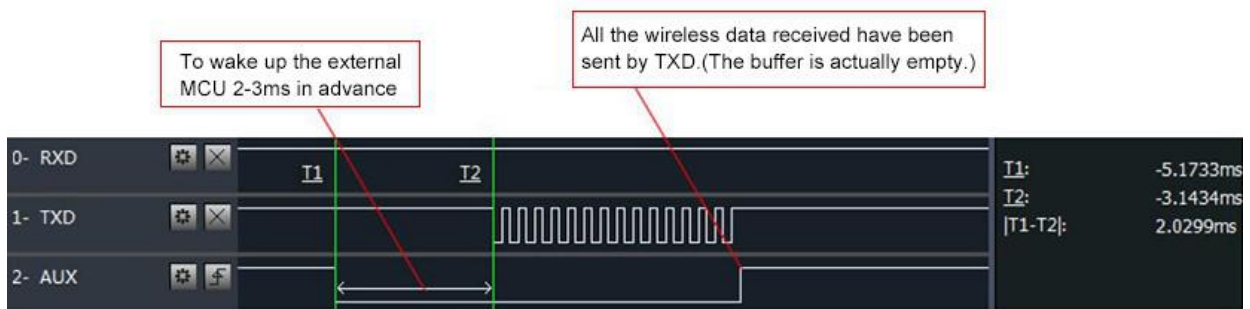 To wake up the external
MCU 2-3ms in advance
All the wireless data received have been
sent by TXD.(The buffer is actually empty.)
0- RXD
T1
T2
1- TXD
2- AUX
T1: -5.1733ms
T2: -3.1434ms
|T1-T2|: 2.0299ms